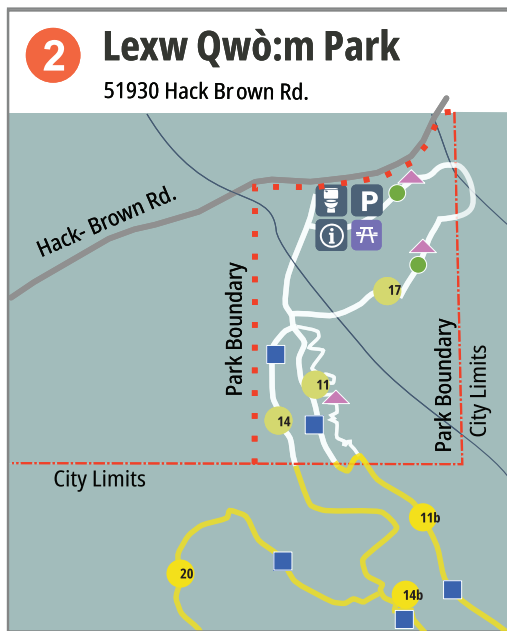 2
Lexw Qwò:m Park
51930 Hack Brown Rd.
Hack- Brown Rd.
P
i
17
Park Boundary
Park Boundary
City Limits
11
14
City Limits
11b
20
14b